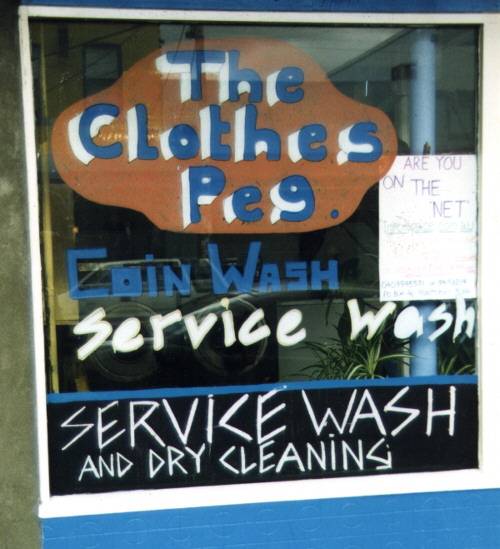 The
Clothes
Peg.
ARE YOU
ON THE
'NET'
COIN WASH
Service Wash
SERVICE WASH
AND DRY CLEANING